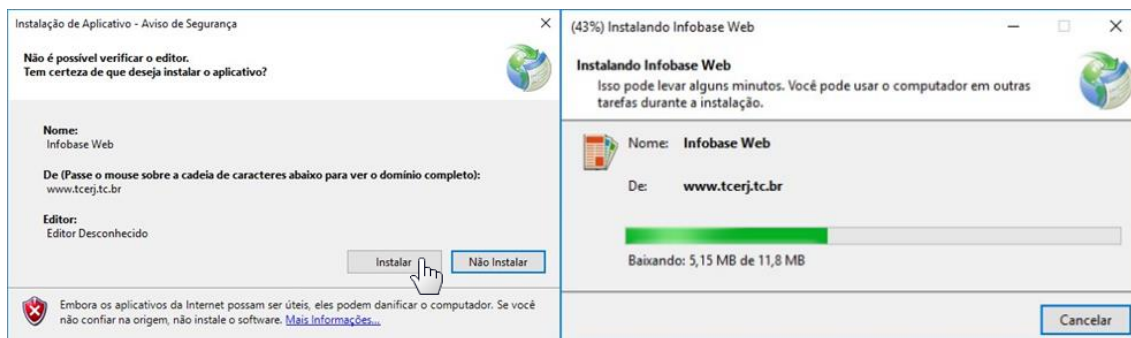 Instalação de Aplicativo - Aviso de Segurança
Não é possível verificar o editor.
Tem certeza de que deseja instalar o aplicativo?
Nome:
Infobase Web
De (Passe o mouse sobre a cadeia de caracteres abaixo para ver o domínio completo):
www.tcerj.tc.br
Editor:
Editor Desconhecido
Instalar
Não Instalar
Embora os aplicativos da Internet possam ser úteis, eles podem danificar o computador. Se você
não confiar na origem, não instale o software. Mais Informações...
(43%) Instalando Infobase Web
Instalando Infobase Web
Isso pode levar alguns minutos. Você pode usar o computador em outras
tarefas durante a instalação.
Nome: Infobase Web
De: www.tcerj.tc.br
Baixando: 5,15 MB de 11,8 MB
Cancelar